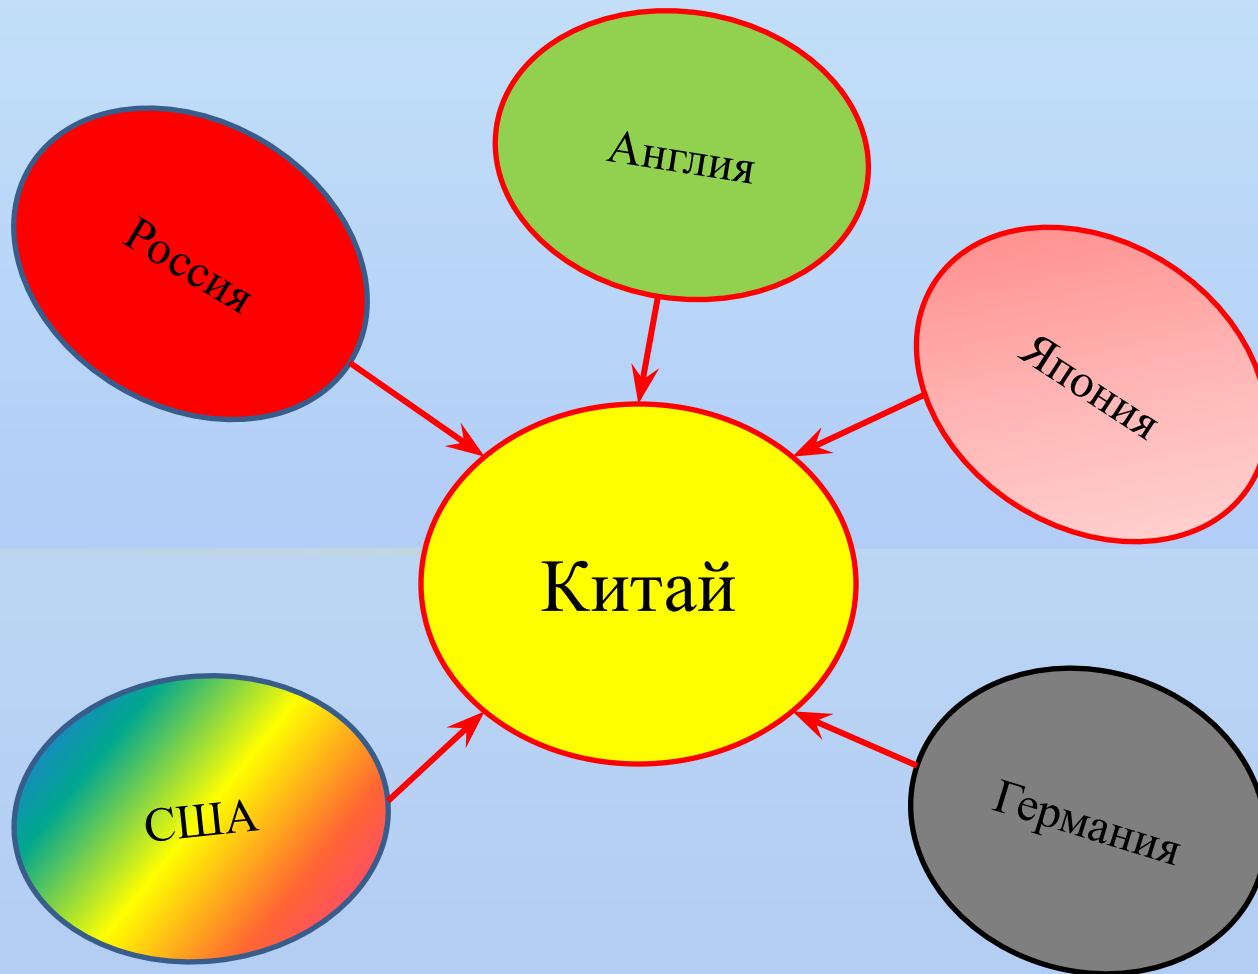 Англия
Россия
Япония
Китай
США
Германия